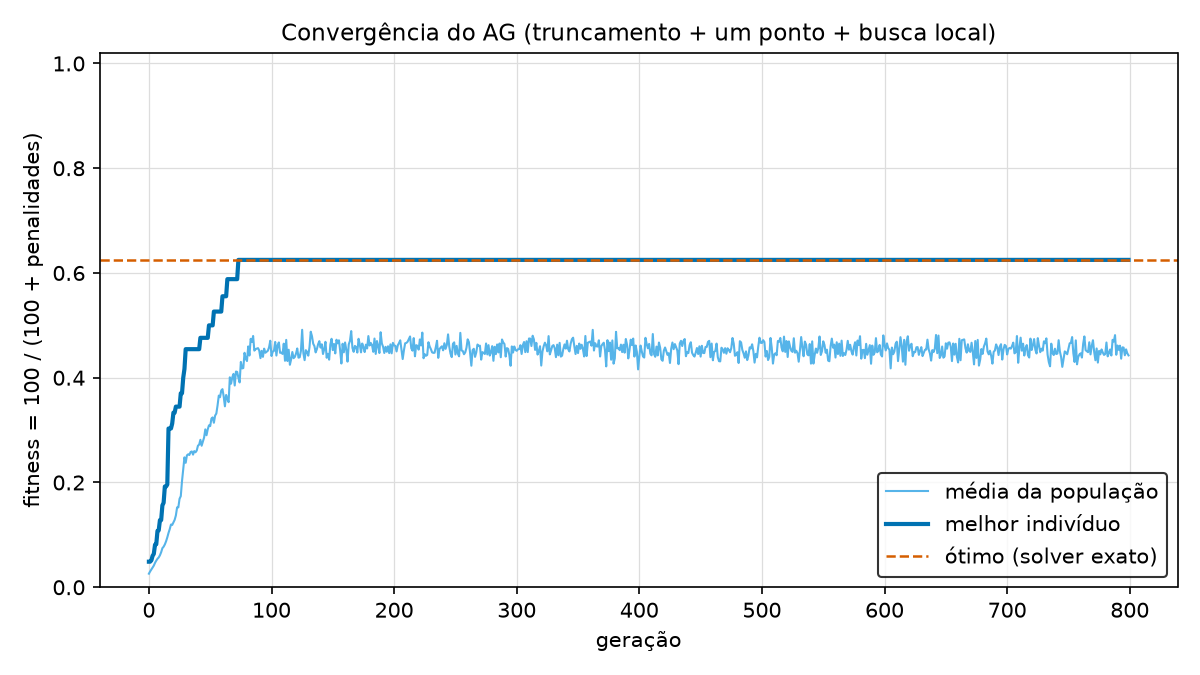 Convergência do AG (truncamento + um ponto + busca local)
fitness = 100 / (100 + penalidades)
1.0
0.8
0.6
0.4
0.2
0.0
0 100 200 300 400 500 600 700 800
geração
média da população
melhor indivíduo
ótimo (solver exato)